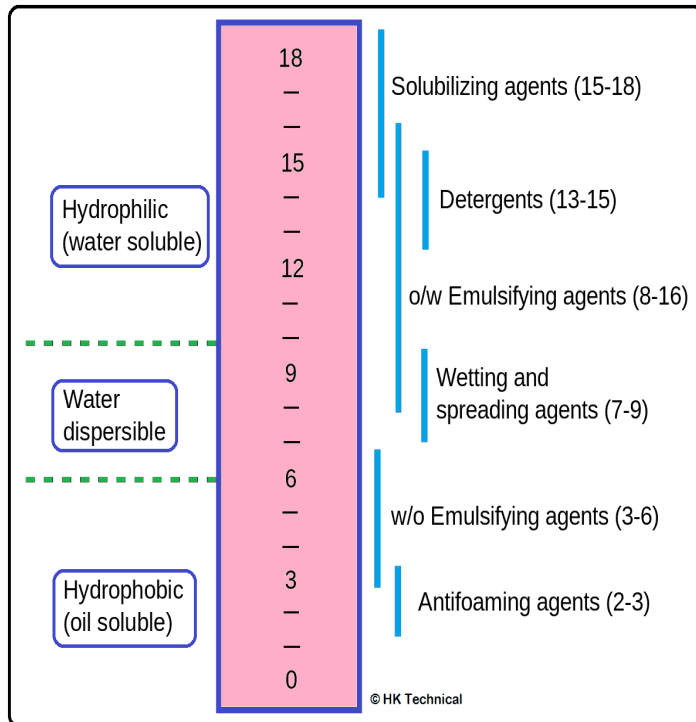 18
Solubilizing agents (15-18)
15
Detergents (13-15)
Hydrophilic
(water soluble)
12
o/w Emulsifying agents (8-16)
9
Wetting and
spreading agents (7-9)
Water
dispersible
6
w/o Emulsifying agents (3-6)
3
Hydrophobic
(oil soluble)
Antifoaming agents (2-3)
0
© HK Technical